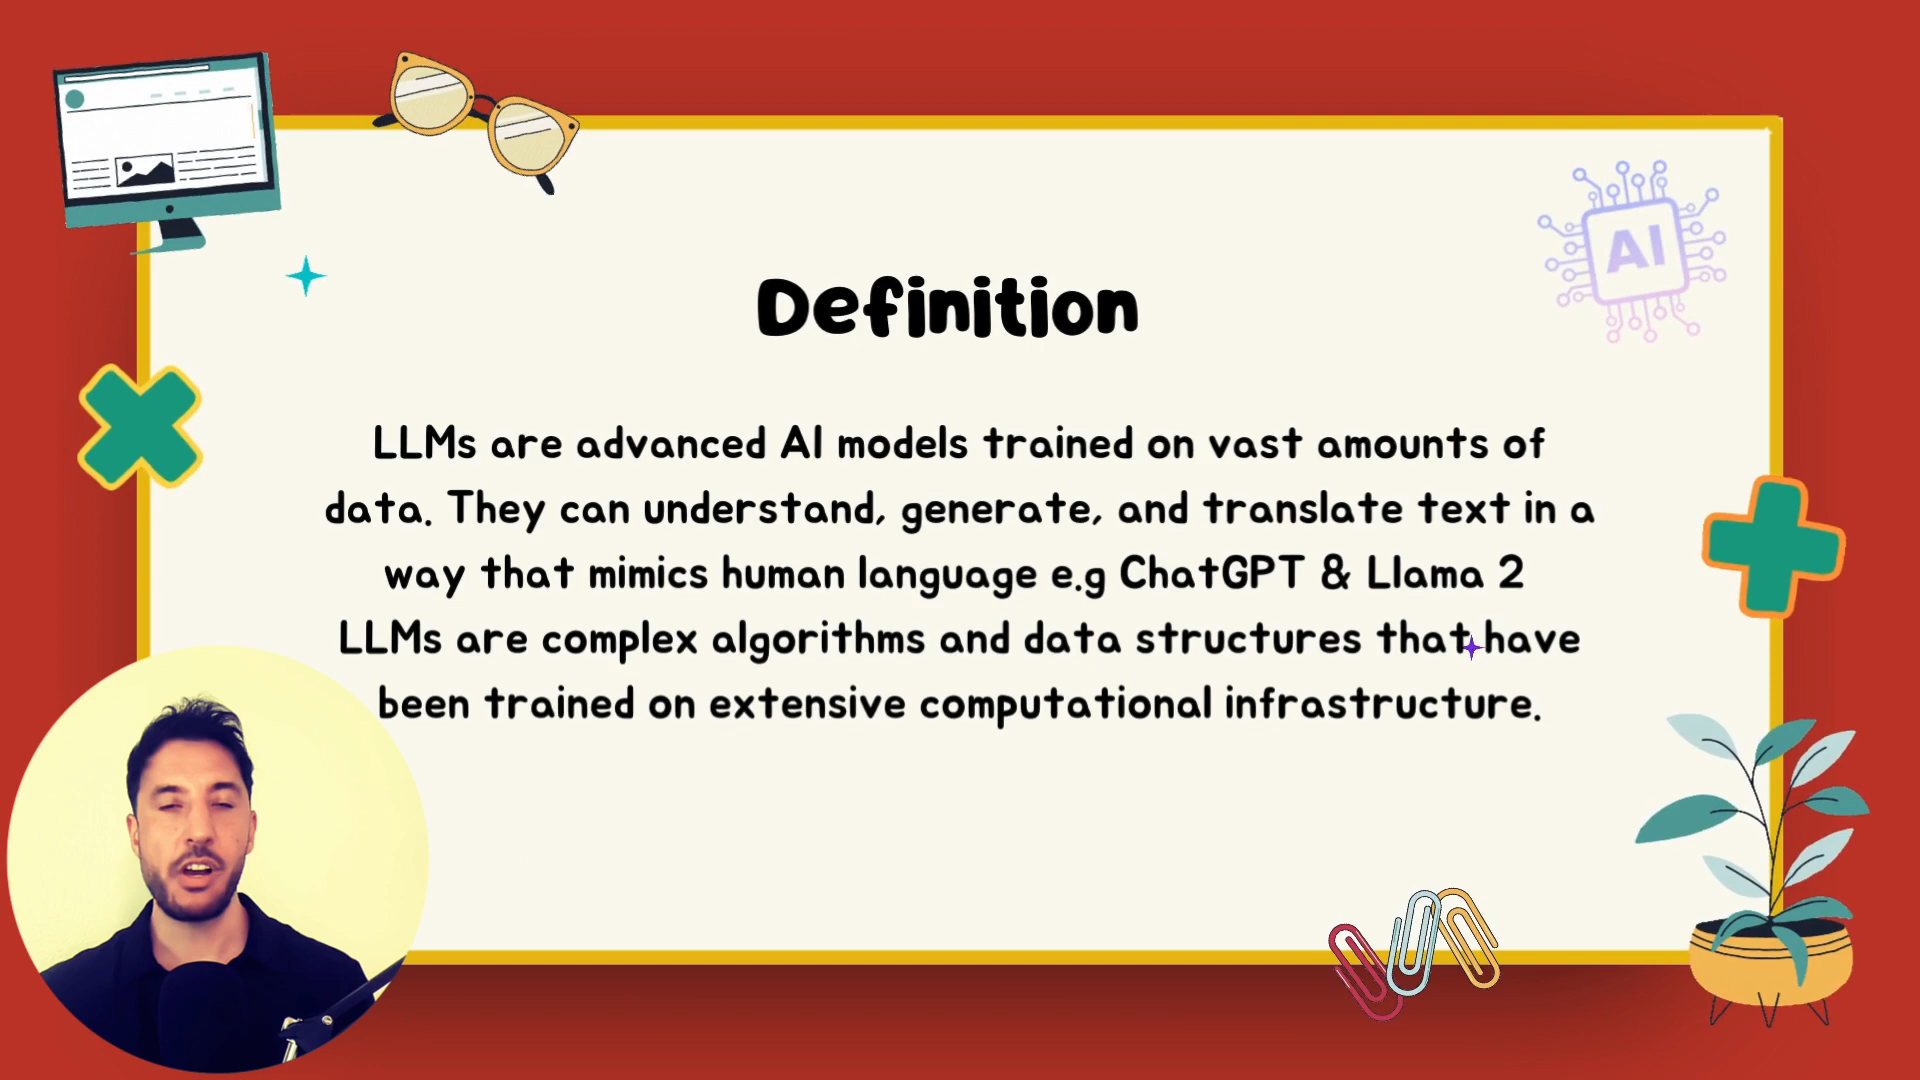 AI
Definition
LLMs are advanced AI models trained on vast amounts of
data. They can understand, generate, and translate text in a
way that mimics human language e.g ChatGPT & Llama 2
LLMs are complex algorithms and data structures that have
been trained on extensive computational infrastructure.